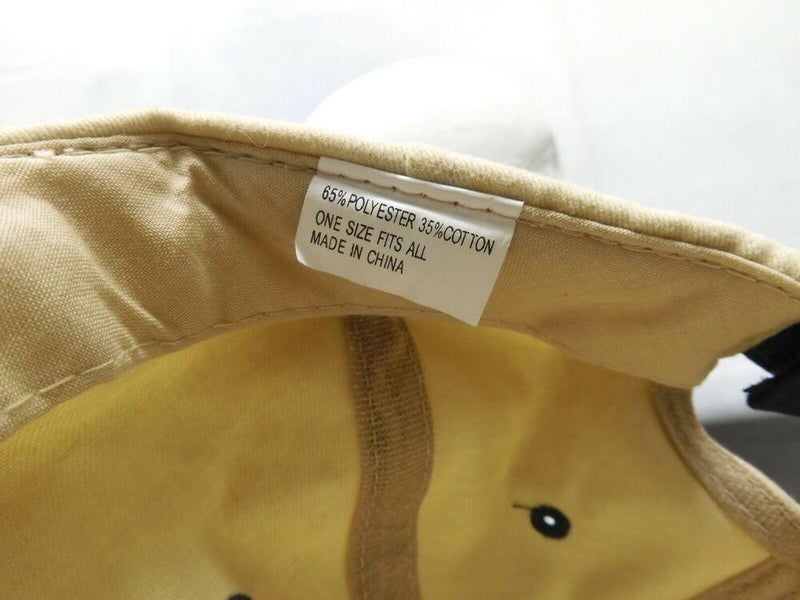 65%POLYESTER 35%COTTON
ONE SIZE FITS ALL
MADE IN CHINA